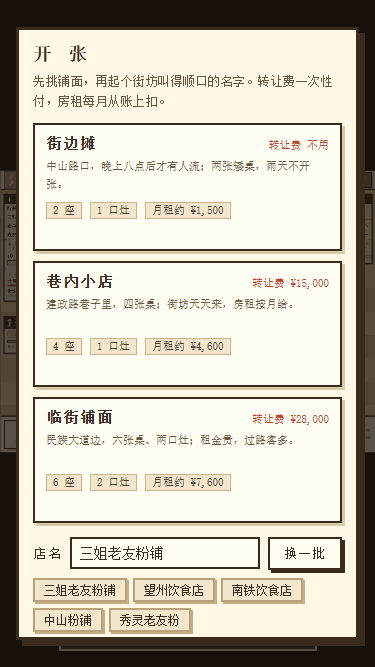 开 张
先挑铺面，再起个街坊叫得顺口的名字。转让费一次性
付，房租每月从账上扣。
街边摊
转让费 不用
中山路口，晚上八点后才有人流；两张矮桌，雨天不开
张。
2 座
1 口灶
月租约 ¥1,500
巷内小店
转让费 ¥15,000
建政路巷子里，四张桌；街坊天天来，房租按月给。
4 座
1 口灶
月租约 ¥4,600
临街铺面
转让费 ¥28,000
民族大道边，六张桌、两口灶；租金贵，过路客多。
6 座
2 口灶
月租约 ¥7,600
店名
三姐老友粉铺
换一批
三姐老友粉铺
望州饮食店
南铁饮食店
中山粉铺
秀灵老友粉